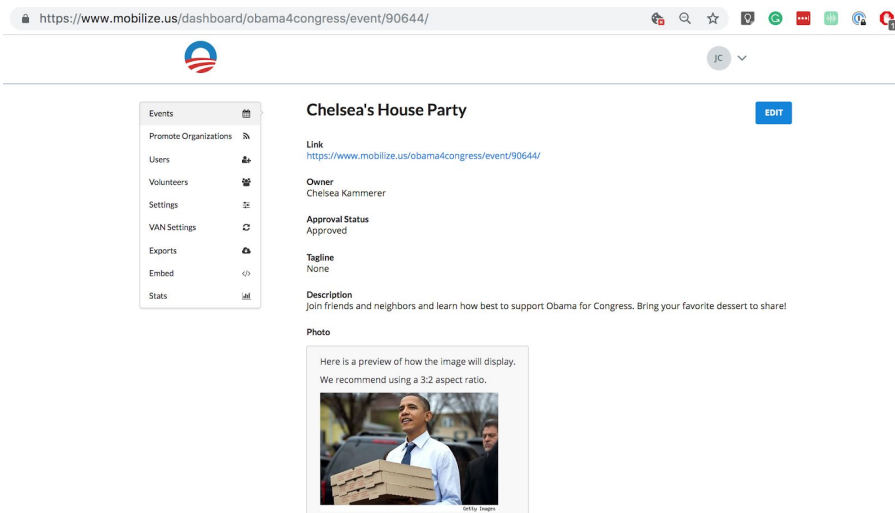 https://www.mobilize.us/dashboard/obama4congress/event/90644/
JC
Events
Promote Organizations
Users
Volunteers
Settings
VAN Settings
Exports
Embed
Stats
Chelsea's House Party
EDIT
Link
https://www.mobilize.us/obama4congress/event/90644/
Owner
Chelsea Kammerer
Approval Status
Approved
Tagline
None
Description
Join friends and neighbors and learn how best to support Obama for Congress. Bring your favorite dessert to share!
Photo
Here is a preview of how the image will display.
We recommend using a 3:2 aspect ratio.
Getty Images